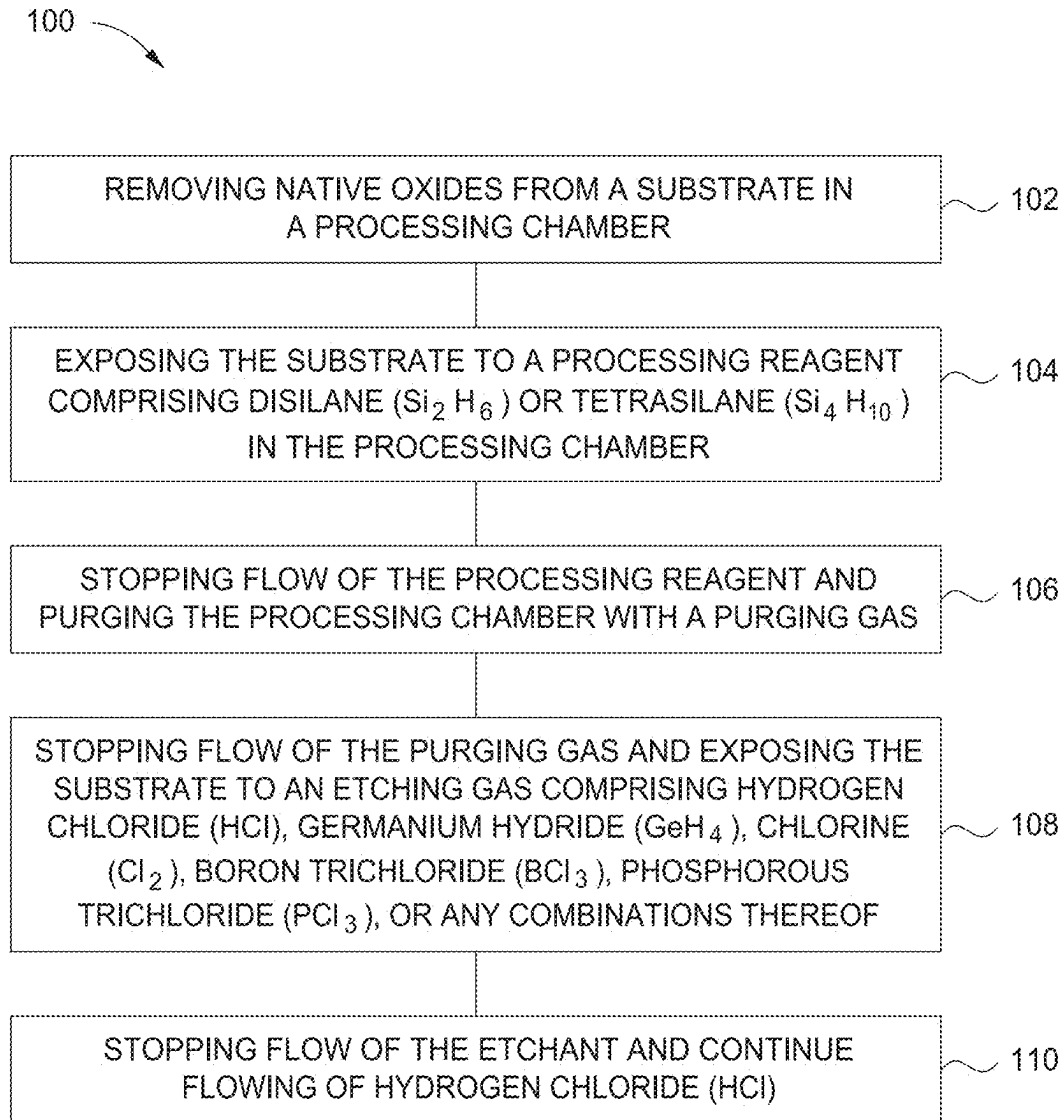 100
REMOVING NATIVE OXIDES FROM A SUBSTRATE IN
A PROCESSING CHAMBER
102
EXPOSING THE SUBSTRATE TO A PROCESSING REAGENT
COMPRISING DISILANE (Si2 H6) OR TETRASILANE (Si4 H10)
IN THE PROCESSING CHAMBER
104
STOPPING FLOW OF THE PROCESSING REAGENT AND
PURGING THE PROCESSING CHAMBER WITH A PURGING GAS
106
STOPPING FLOW OF THE PURGING GAS AND EXPOSING THE
SUBSTRATE TO AN ETCHING GAS COMPRISING HYDROGEN
CHLORIDE (HCl), GERMANIUM HYDRIDE (GeH4), CHLORINE
(Cl2), BORON TRICHLORIDE (BCl3), PHOSPHOROUS
TRICHLORIDE (PCl3), OR ANY COMBINATIONS THEREOF
108
STOPPING FLOW OF THE ETCHANT AND CONTINUE
FLOWING OF HYDROGEN CHLORIDE (HCl)
110